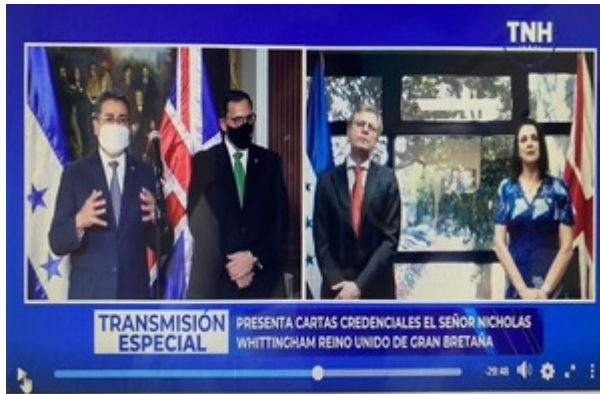 TNH
TRANSMISIÓN
ESPECIAL
PRESENTA CARTAS CREDENCIALES EL SEÑOR NICHOLAS
WHITTINGHAM REINO UNIDO DE GRAN BRETAÑA
-29:48